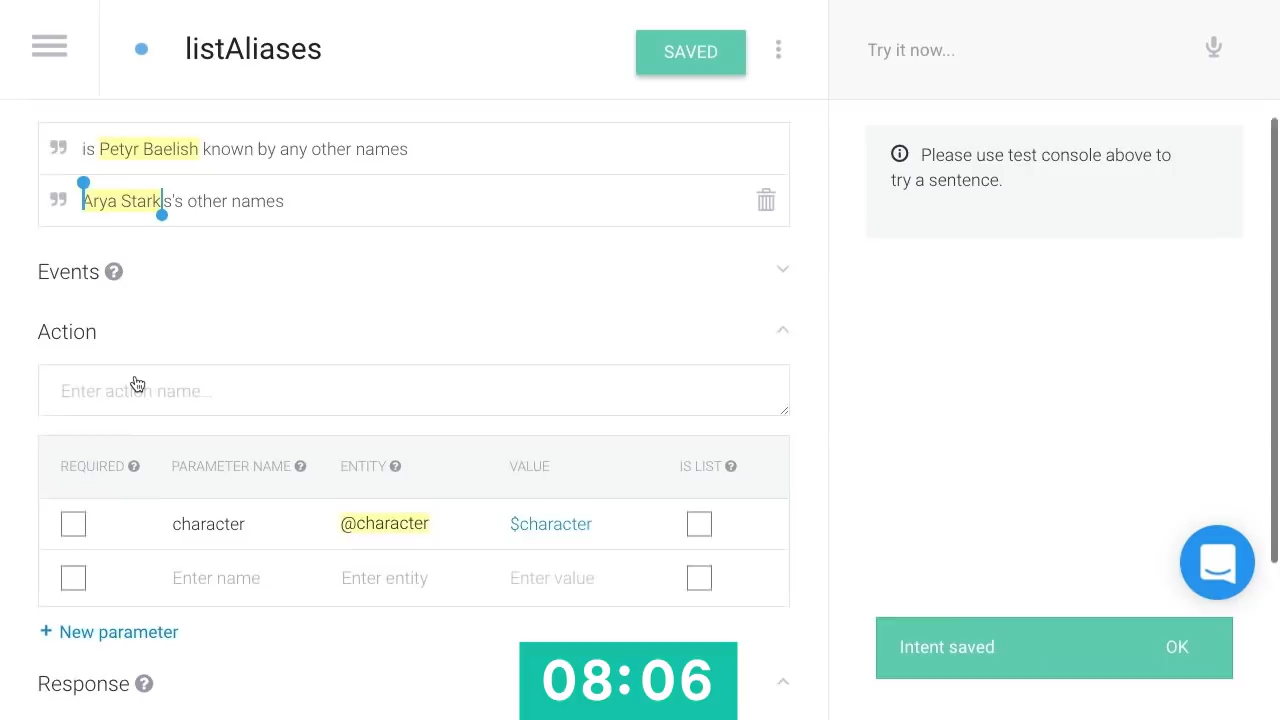 listAliases
SAVED
Try it now...
is Petyr Baelish known by any other names
Arya Starks's other names
Please use test console above to
try a sentence.
Events
Action
Enter action name...
REQUIRED PARAMETER NAME ENTITY VALUE IS LIST
character @character $character
Enter name Enter entity Enter value
+ New parameter
Intent saved OK
08:06
Response